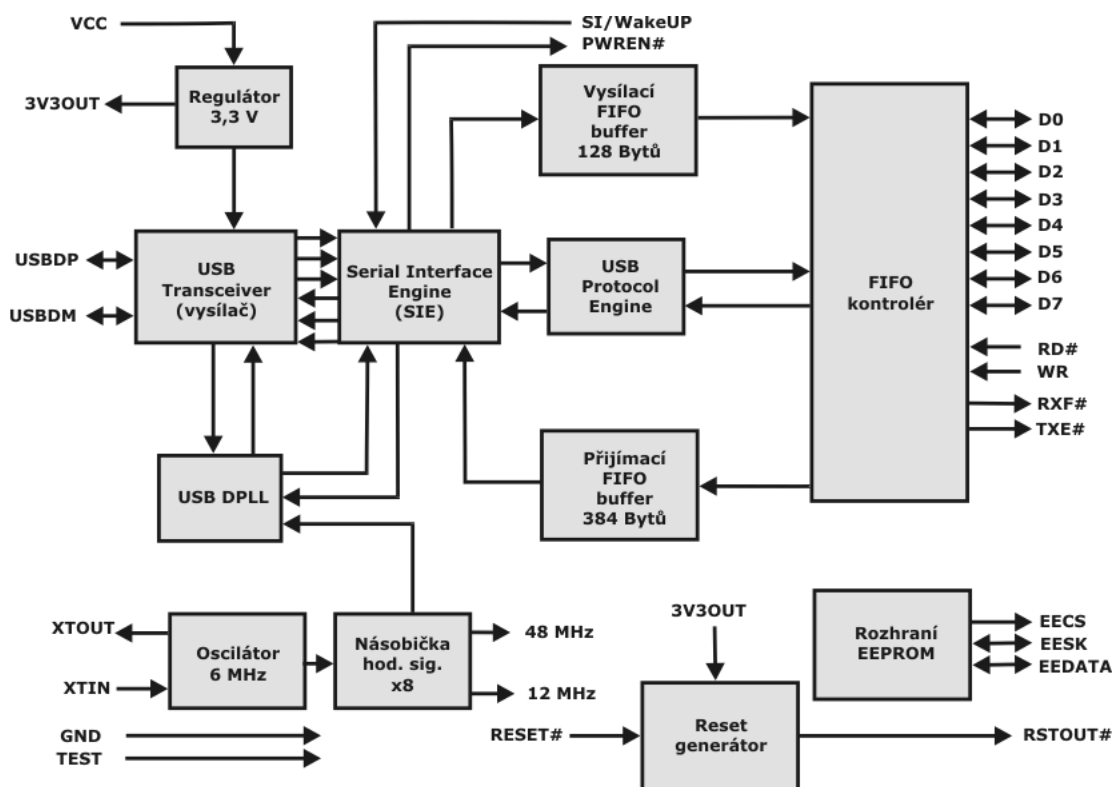 VCC
SI/WakeUP
PWREN#
3V3OUT
Regulátor
3,3 V
Vysílací
FIFO
buffer
128 Bytů
D0
D1
D2
D3
D4
D5
D6
D7
USBDP
USBDM
USB
Transceiver
(vysílač)
Serial Interface
Engine
(SIE)
USB
Protocol
Engine
FIFO
kontrolér
RD#
WR
RXF#
TXE#
USB DPLL
Přijímací
FIFO
buffer
384 Bytů
XTOUT
XTIN
Oscilátor
6 MHz
Násobička
hod. sig.
x8
48 MHz
12 MHz
3V3OUT
Rozhraní
EEPROM
EECS
EESK
EEDATA
GND
TEST
RESET#
Reset
generátor
RSTOUT#